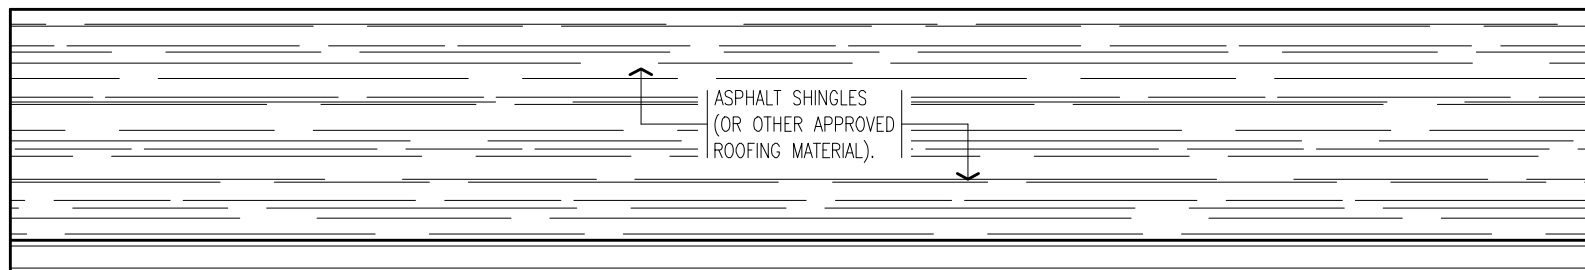 ASPHALT SHINGLES
(OR OTHER APPROVED
ROOFING MATERIAL).